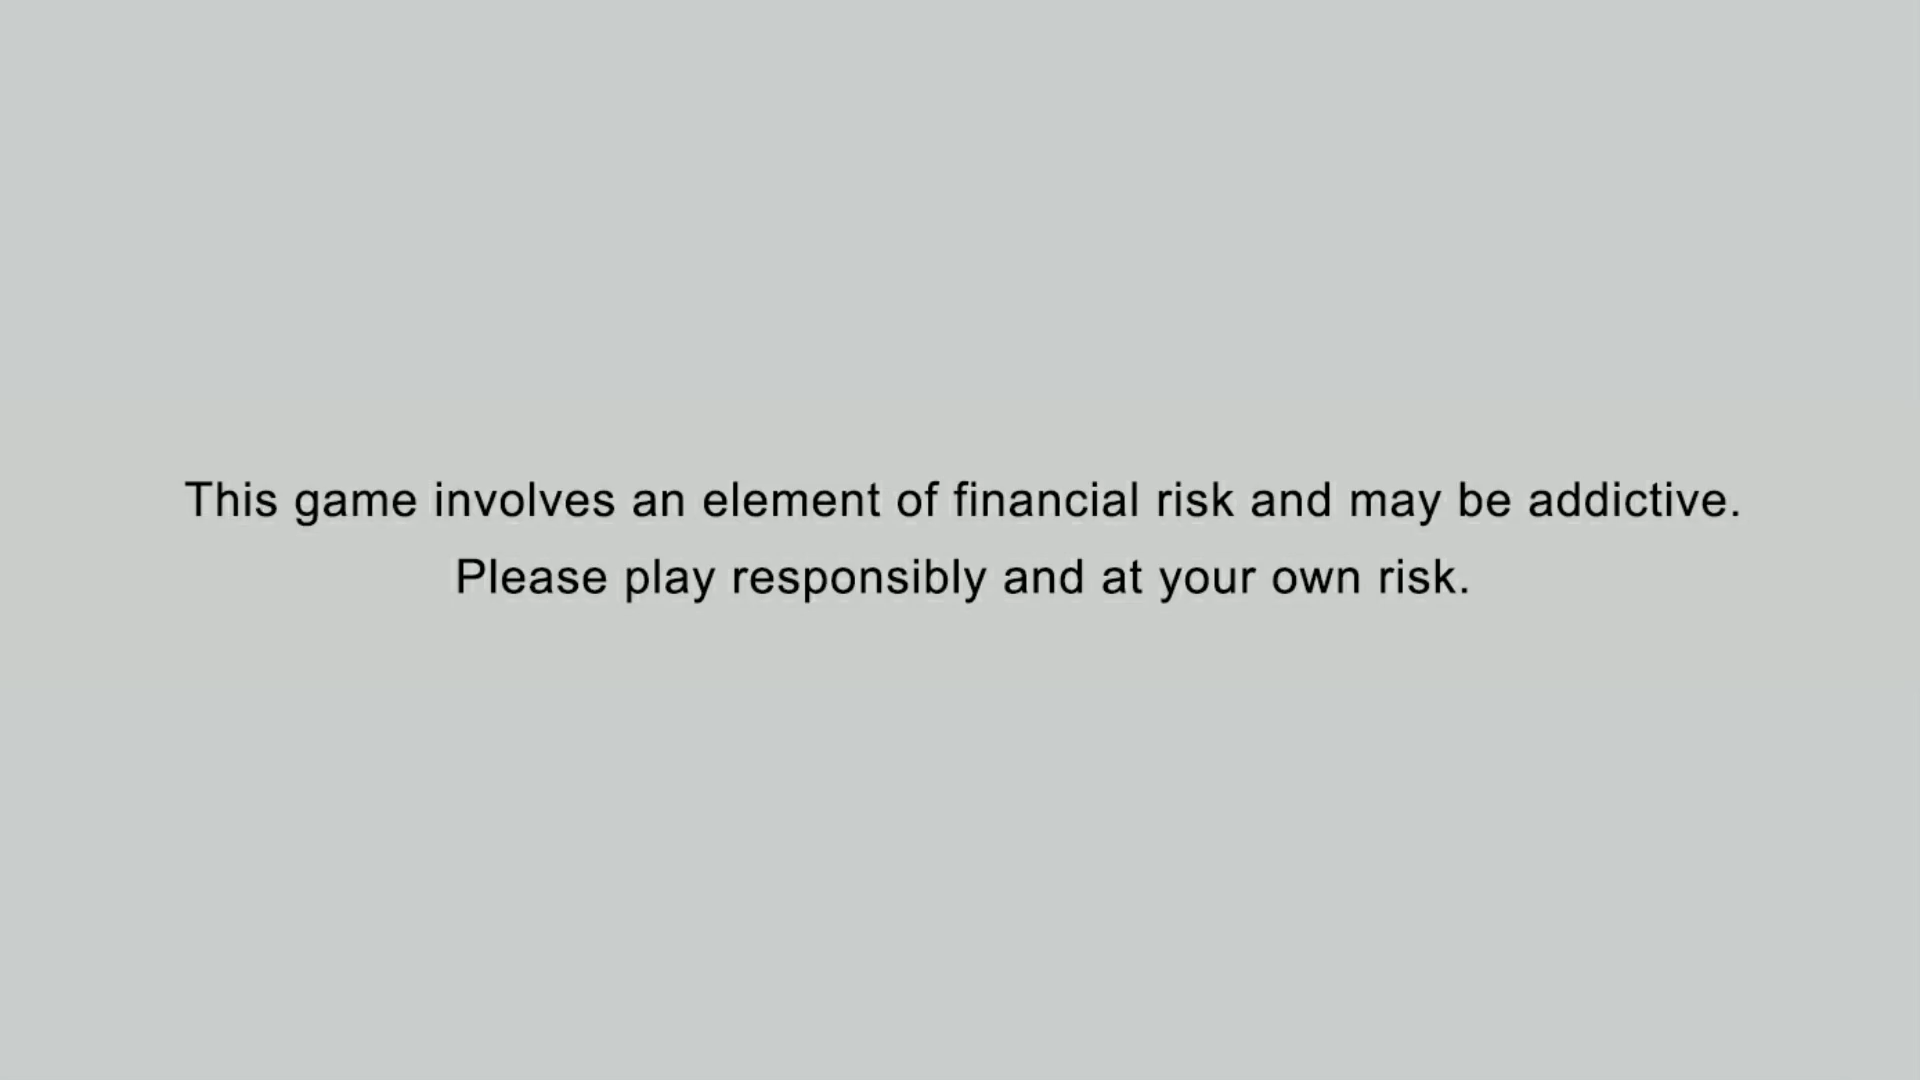 This game involves an element of financial risk and may be addictive.
Please play responsibly and at your own risk.